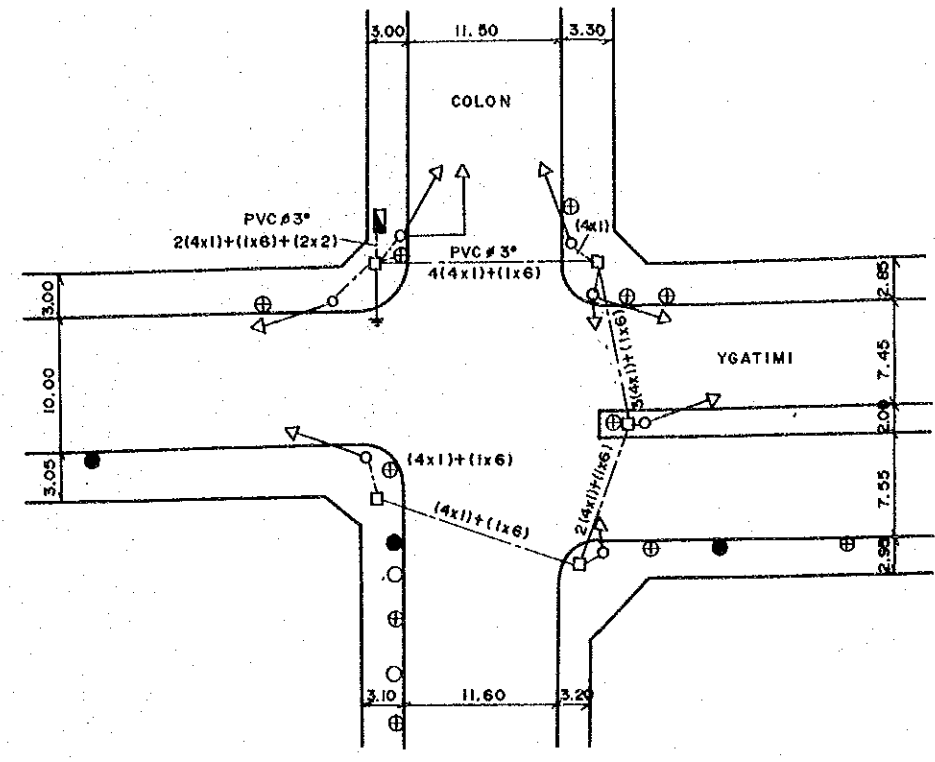 3.00 11.50 3.30
COLON
PVC ø 3"
2(4x1)+(1x6)+(2x2)
(4x1)
PVC ø 3"
4(4x1)+(1x6)
3.00
2.85
3(4x1)+(1x6)
YGATIMI
7.45
10.00
2.00
(4x1)+(1x6)
3.05
2(4x1)+(1x6)
7.55
(4x1)+(1x6)
2.95
3.10 11.60 3.20